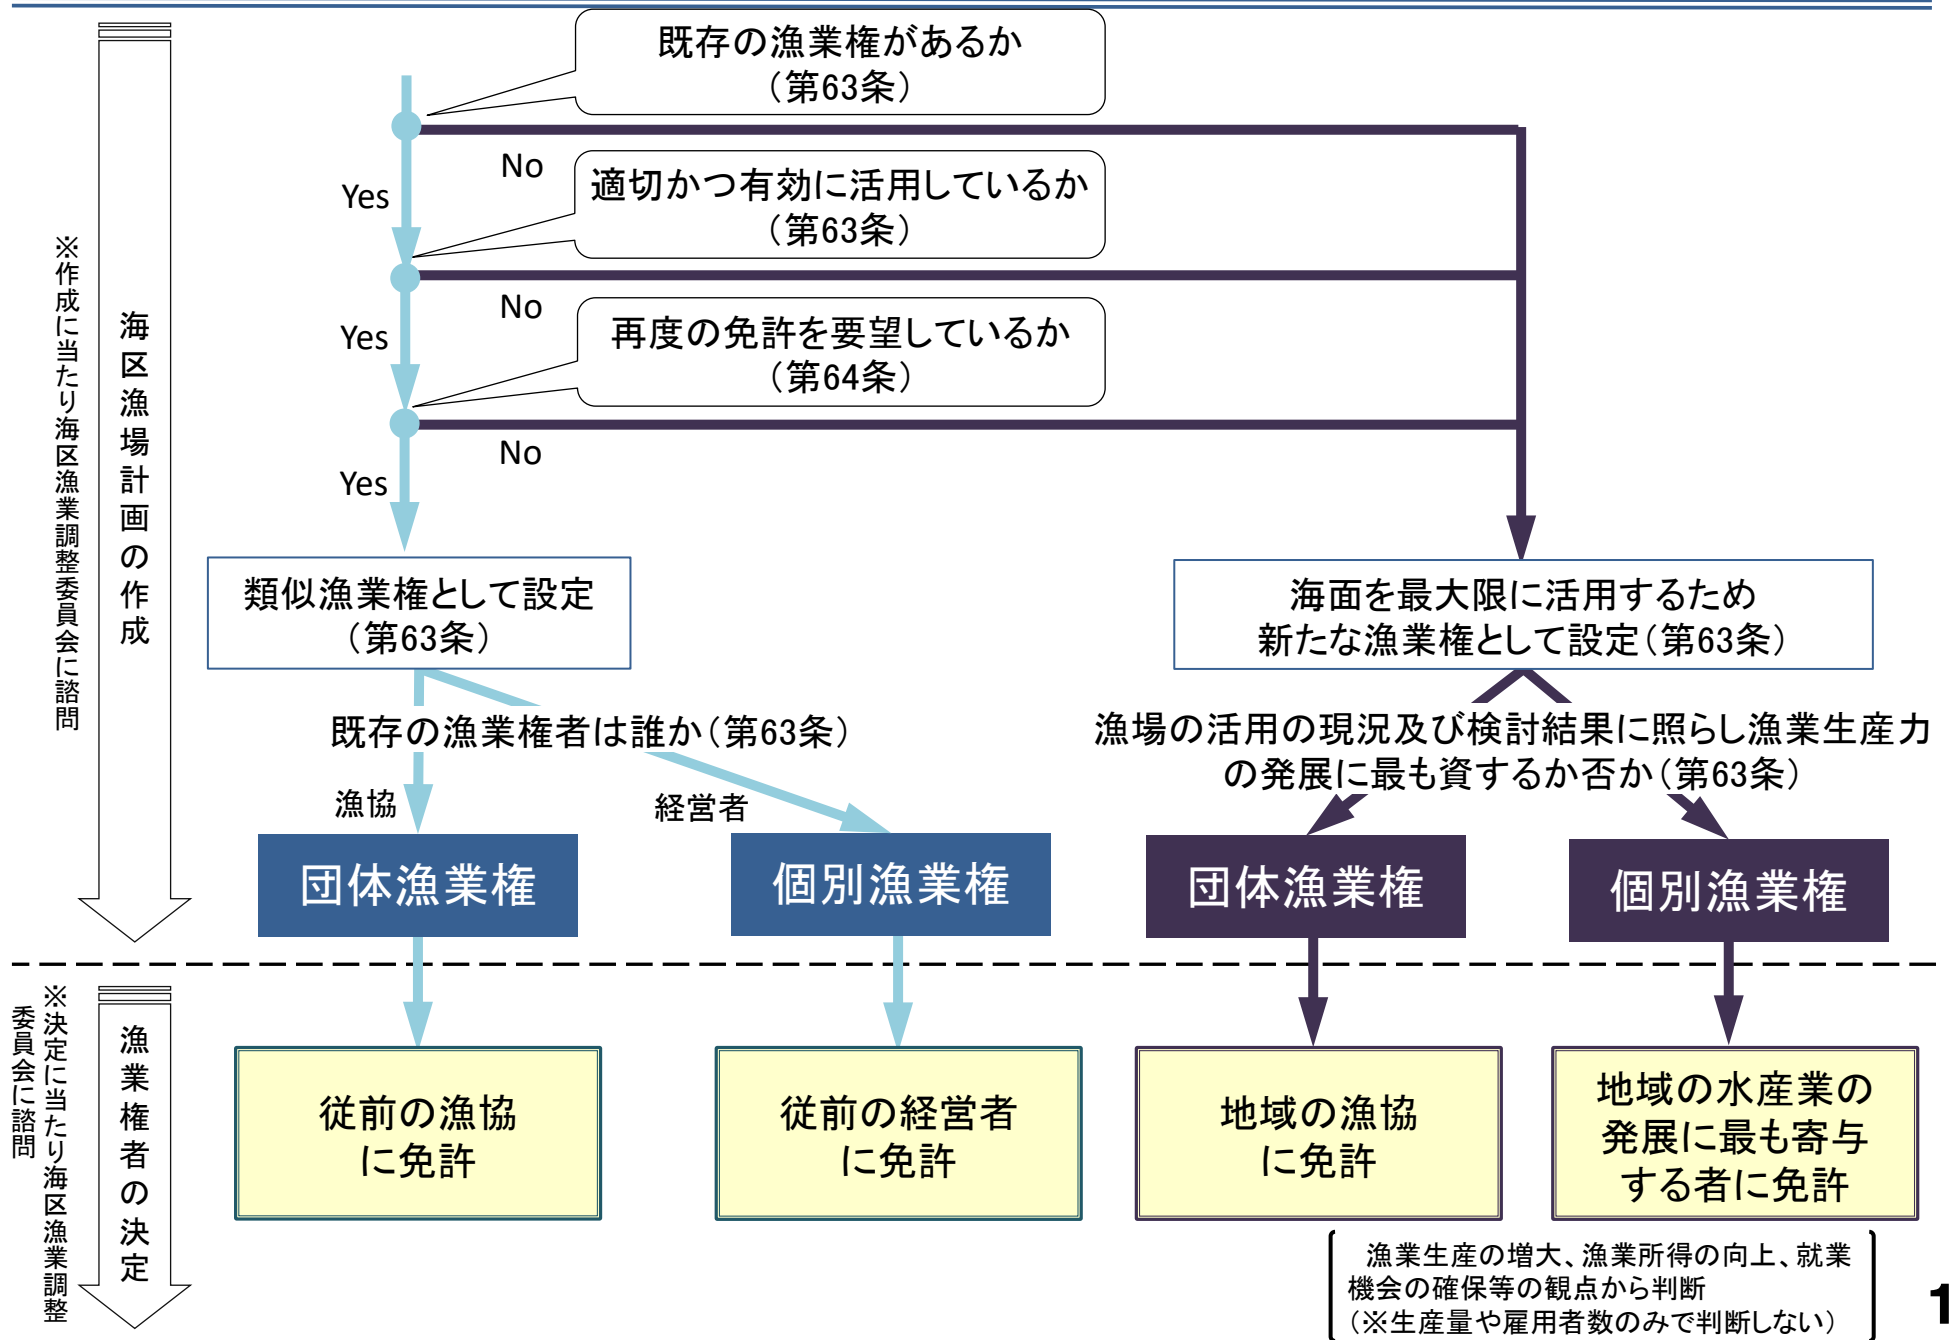 既存の漁業権があるか
（第63条）
No
Yes
適切かつ有効に活用しているか
（第63条）
No
Yes
再度の免許を要望しているか
（第64条）
No
Yes
※作成に当たり海区漁業調整委員会に諮問
海区漁場計画の作成
類似漁業権として設定
（第63条）
海面を最大限に活用するため
新たな漁業権として設定（第63条）
既存の漁業権者は誰か（第63条）
漁場の活用の現況及び検討結果に照らし漁業生産力
の発展に最も資するか否か（第63条）
漁協
経営者
団体漁業権
個別漁業権
団体漁業権
個別漁業権
※決定に当たり海区漁業調整
委員会に諮問
漁業権者の決定
従前の漁協
に免許
従前の経営者
に免許
地域の漁協
に免許
地域の水産業の
発展に最も寄与
する者に免許
漁業生産の増大、漁業所得の向上、就業
機会の確保等の観点から判断
（※生産量や雇用者数のみで判断しない）
1